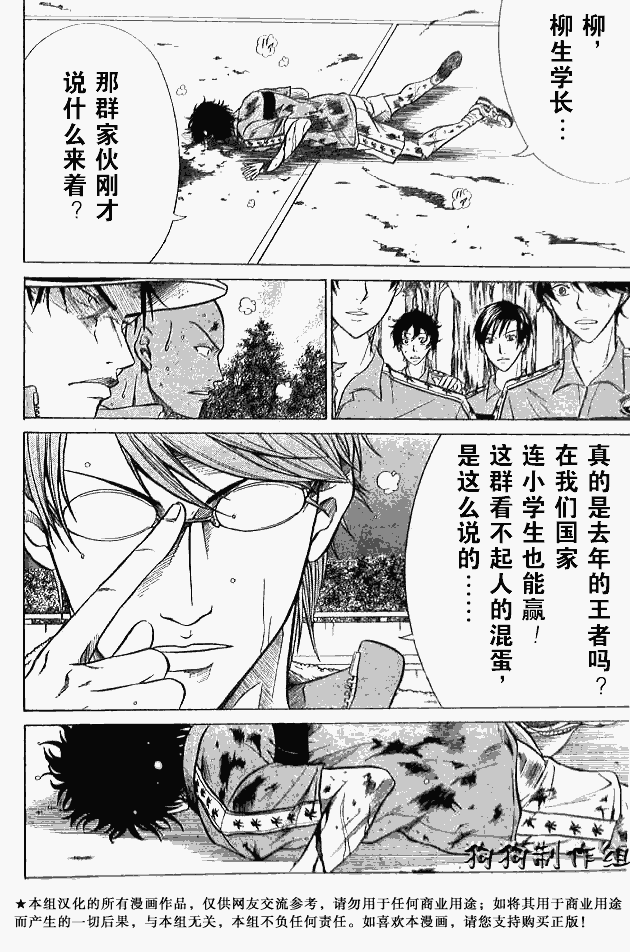 柳，
柳生学长…
那群家伙刚才
说什么来着？
真的是去年的王者吗？
在我们国家
连小学生也能赢！
这群看不起人的混蛋，
是这么说的……
狗狗制作组
★本组汉化的所有漫画作品，仅供网友交流参考，请勿用于任何商业用途；如将其用于商业用途
而产生的一切后果，与本组无关，本组不负任何责任。如喜欢本漫画，请您支持购买正版！